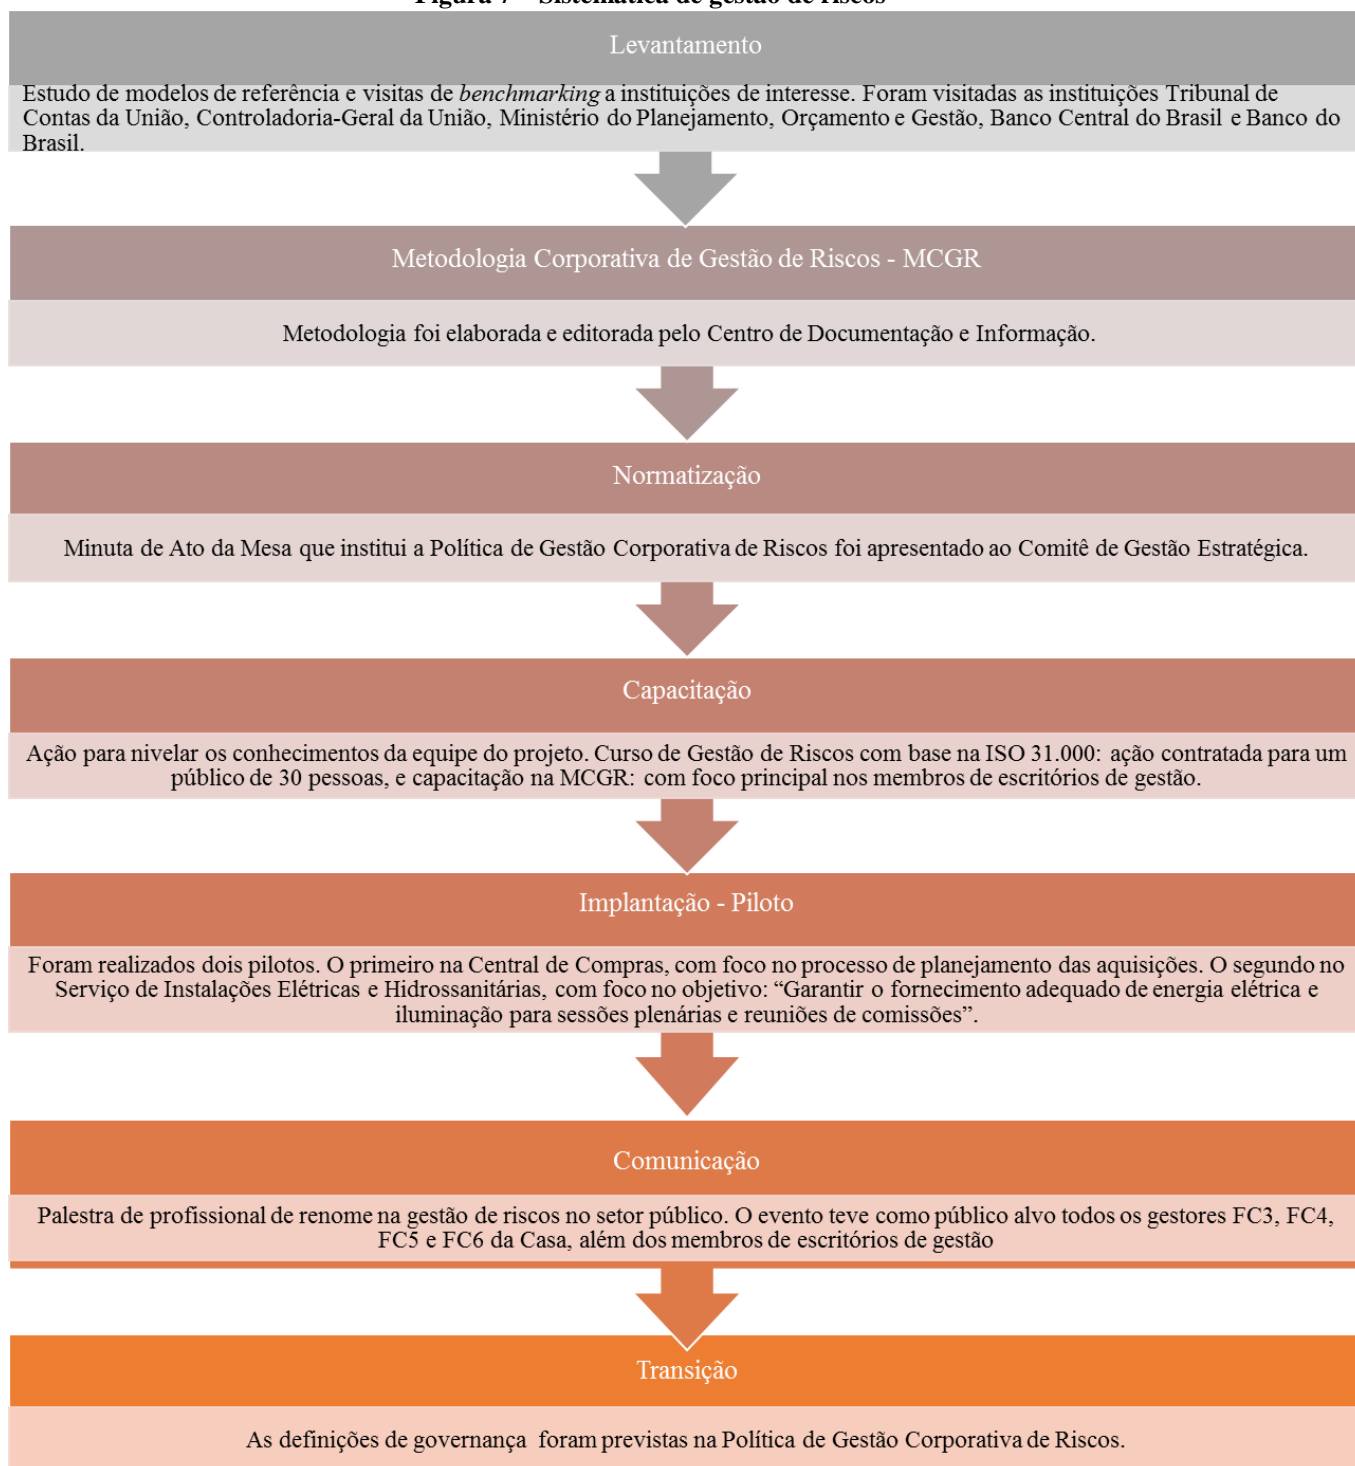 Figura 7 – Sistemática de gestão de riscos
Levantamento
Estudo de modelos de referência e visitas de benchmarking a instituições de interesse. Foram visitadas as instituições Tribunal de
Contas da União, Controladoria-Geral da União, Ministério do Planejamento, Orçamento e Gestão, Banco Central do Brasil e Banco do
Brasil.
Metodologia Corporativa de Gestão de Riscos - MCGR
Metodologia foi elaborada e editorada pelo Centro de Documentação e Informação.
Normatização
Minuta de Ato da Mesa que institui a Política de Gestão Corporativa de Riscos foi apresentado ao Comitê de Gestão Estratégica.
Capacitação
Ação para nivelar os conhecimentos da equipe do projeto. Curso de Gestão de Riscos com base na ISO 31.000: ação contratada para um
público de 30 pessoas, e capacitação na MCGR: com foco principal nos membros de escritórios de gestão.
Implantação - Piloto
Foram realizados dois pilotos. O primeiro na Central de Compras, com foco no processo de planejamento das aquisições. O segundo no
Serviço de Instalações Elétricas e Hidrossanitárias, com foco no objetivo: “Garantir o fornecimento adequado de energia elétrica e
iluminação para sessões plenárias e reuniões de comissões”.
Comunicação
Palestra de profissional de renome na gestão de riscos no setor público. O evento teve como público alvo todos os gestores FC3, FC4,
FC5 e FC6 da Casa, além dos membros de escritórios de gestão
Transição
As definições de governança foram previstas na Política de Gestão Corporativa de Riscos.